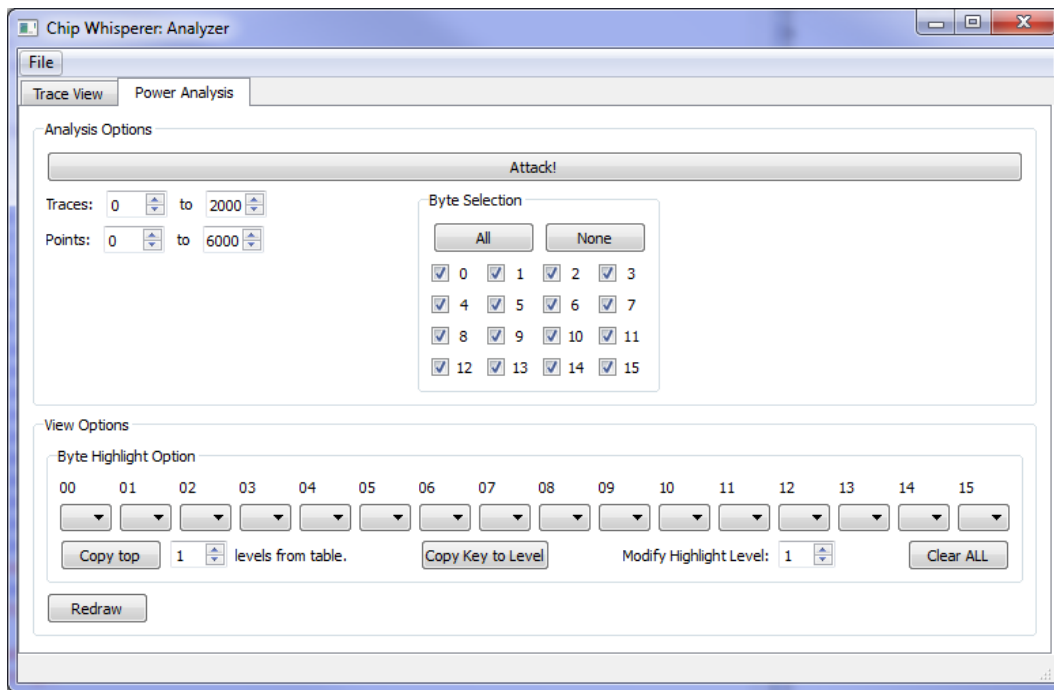 Chip Whisperer: Analyzer
File
Trace View Power Analysis
Analysis Options
Attack!
Traces: 0 to 2000
Points: 0 to 6000
Byte Selection
All None
0 1 2 3
4 5 6 7
8 9 10 11
12 13 14 15
View Options
Byte Highlight Option
00 01 02 03 04 05 06 07 08 09 10 11 12 13 14 15
Copy top 1 levels from table. Copy Key to Level Modify Highlight Level: 1 Clear ALL
Redraw